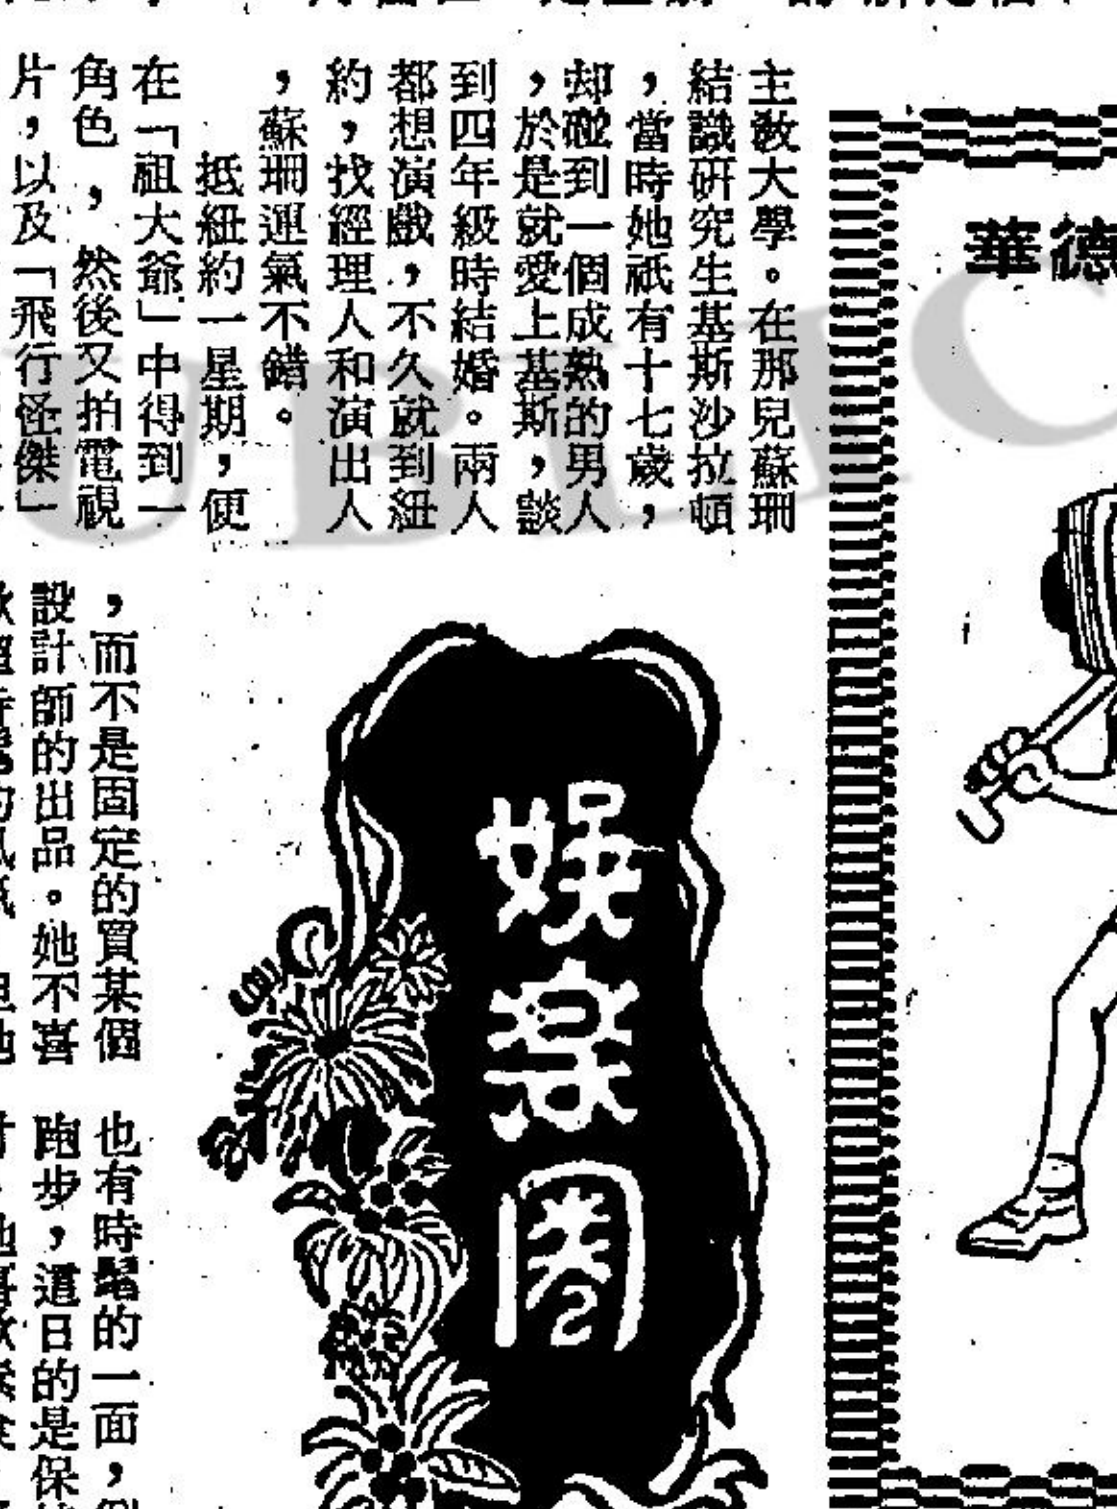 主教大學。在那兒蘇珊
結識研究生基斯沙拉頓
，當時她祇有十七歲，
却碰到一個成熟的男人
，於是就愛上基斯，談
到四年級時結婚。兩人
都想演戲，不久就到紐
約，找經理人和演出人
，蘇珊運氣不錯。
抵紐約一星期，便
在「祖大爺」中得到一
角色，然後又拍電視
片，以及「飛行怪傑」
，而不是固定的買某個
設計師的出品。她不喜
也有時髦的一面，
跑步，這目的是保
娛樂圈
華德
UBLIC